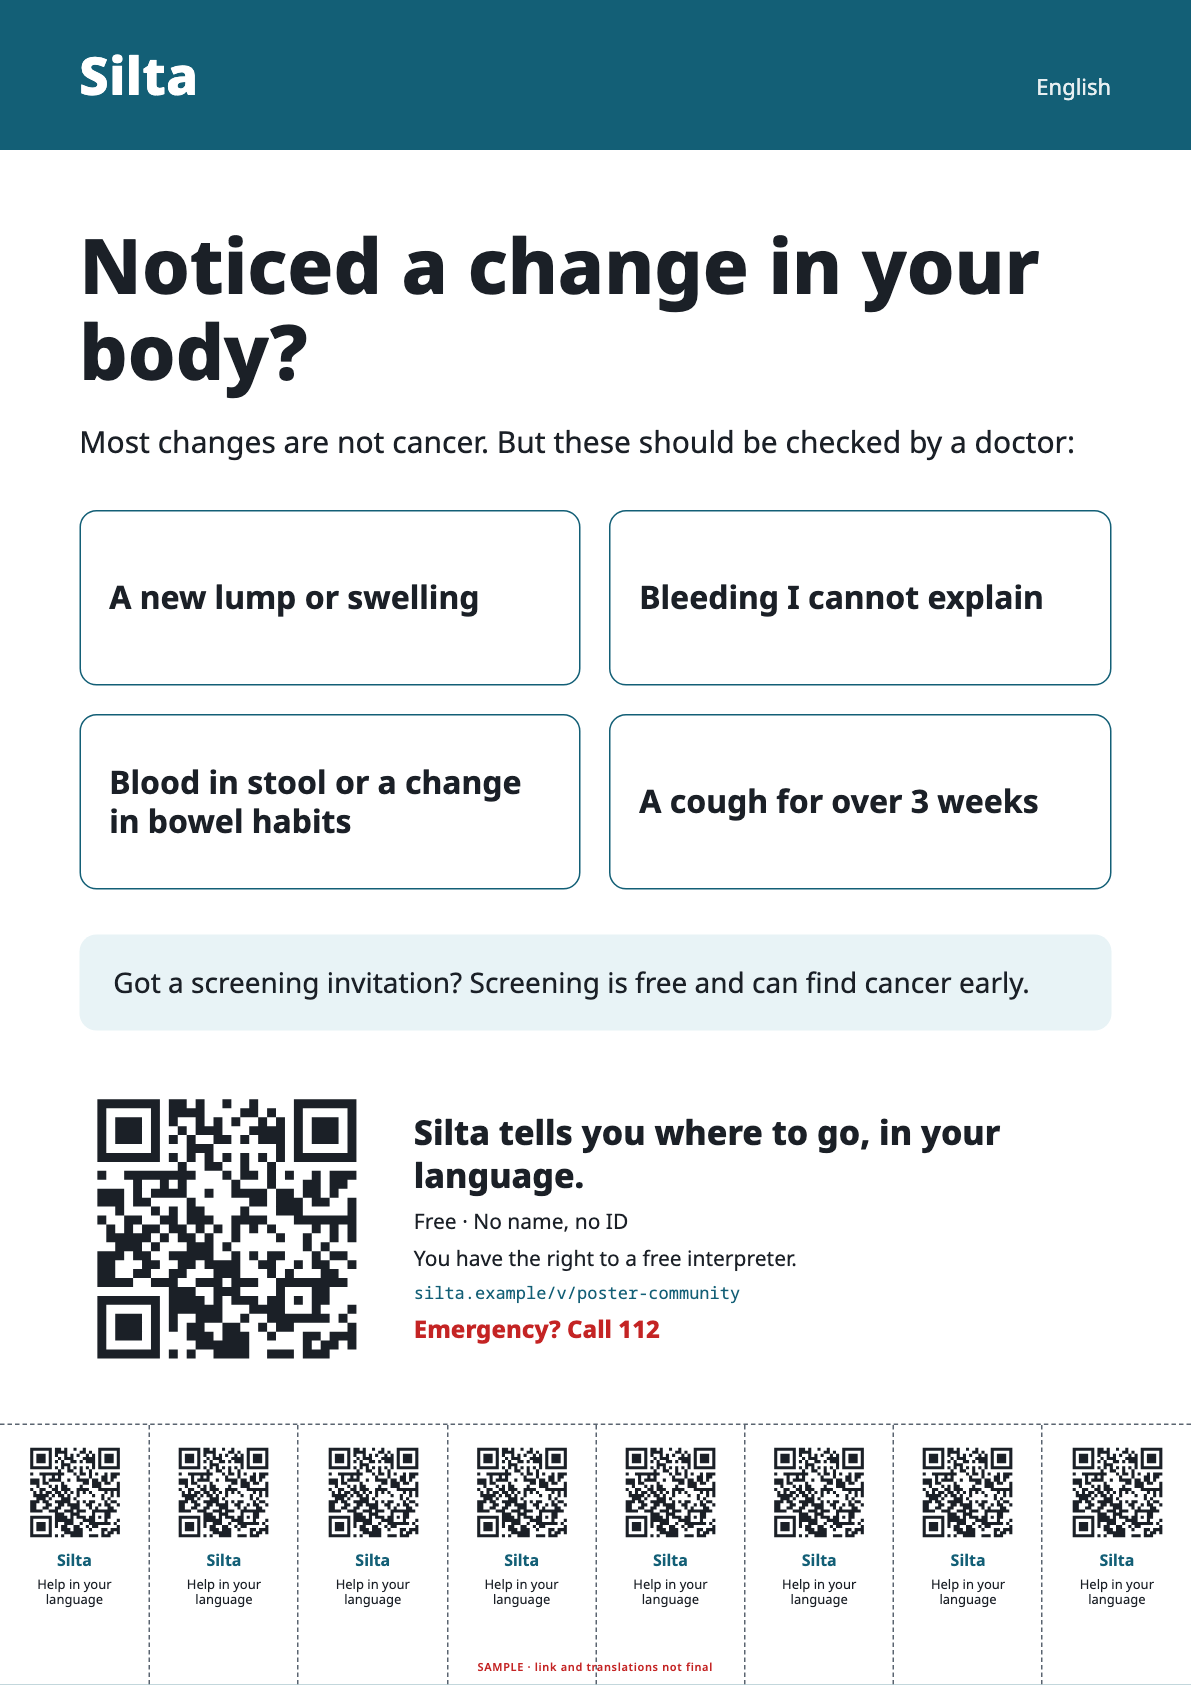 Silta
English
Noticed a change in your
body?
Most changes are not cancer. But these should be checked by a doctor:
A new lump or swelling
Bleeding I cannot explain
Blood in stool or a change
in bowel habits
A cough for over 3 weeks
Got a screening invitation? Screening is free and can find cancer early.
Silta tells you where to go, in your
language.
Free · No name, no ID
You have the right to a free interpreter.
silta.example/v/poster-community
Emergency? Call 112
Silta
Help in your
language
Silta
Help in your
language
Silta
Help in your
language
Silta
Help in your
language
Silta
Help in your
language
Silta
Help in your
language
Silta
Help in your
language
Silta
Help in your
language
SAMPLE · link and translations not final